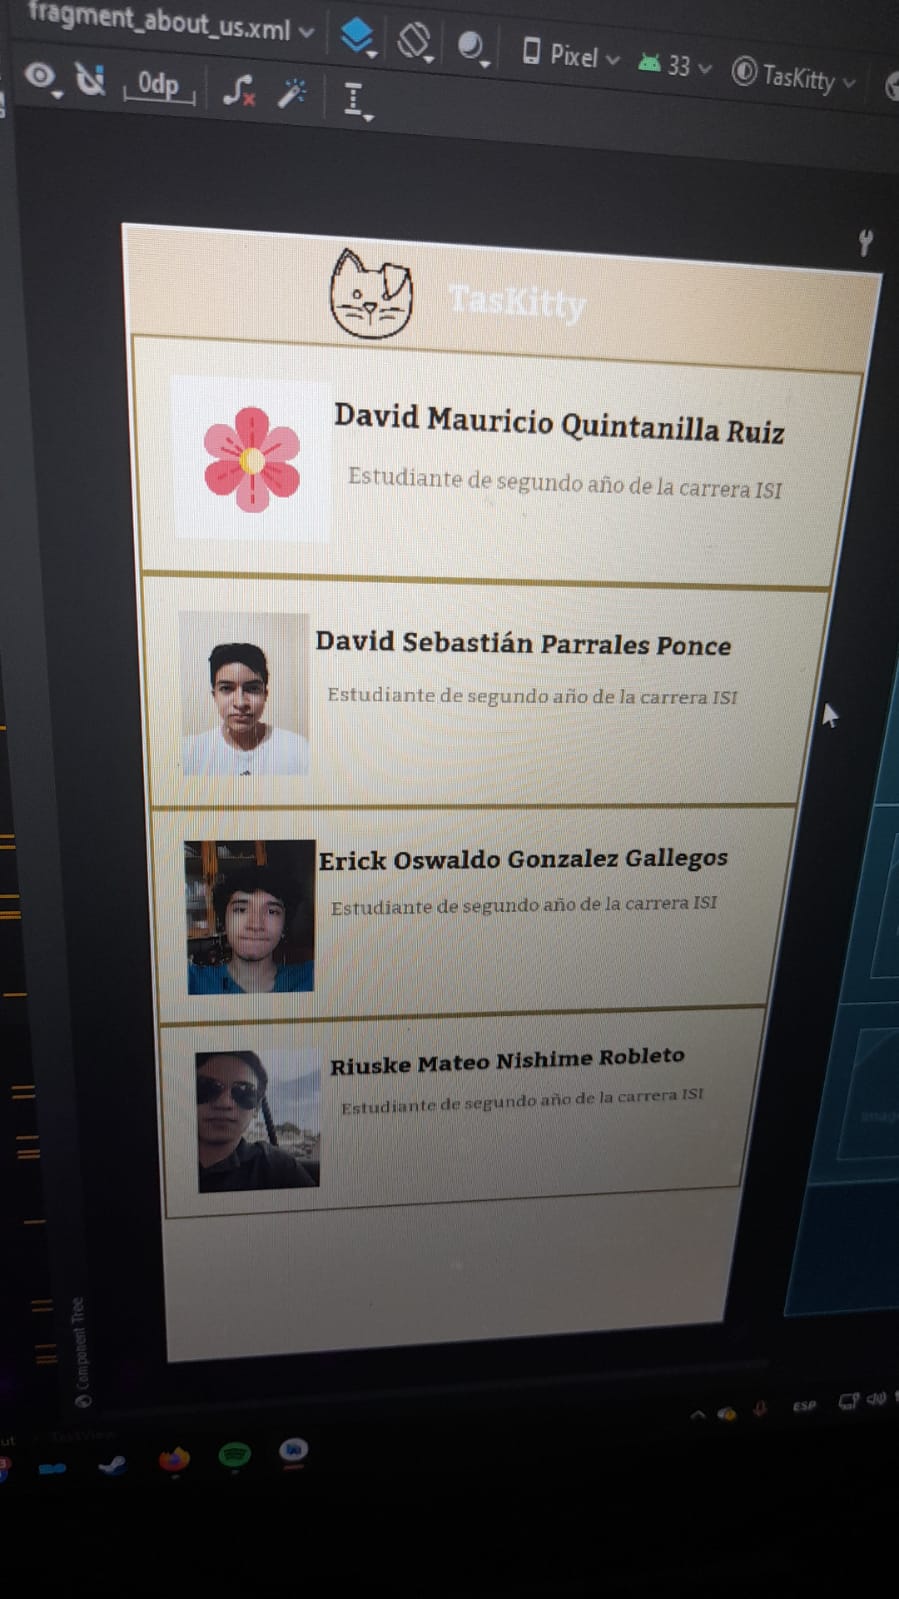 fragment_about_us.xml
Pixel
33
TasKitty
0dp
TasKitty
David Mauricio Quintanilla Ruiz
Estudiante de segundo año de la carrera ISI
David Sebastián Parrales Ponce
Estudiante de segundo año de la carrera ISI
Erick Oswaldo Gonzalez Gallegos
Estudiante de segundo año de la carrera ISI
Riuske Mateo Nishime Robleto
Estudiante de segundo año de la carrera ISI
Component Tree
ESP